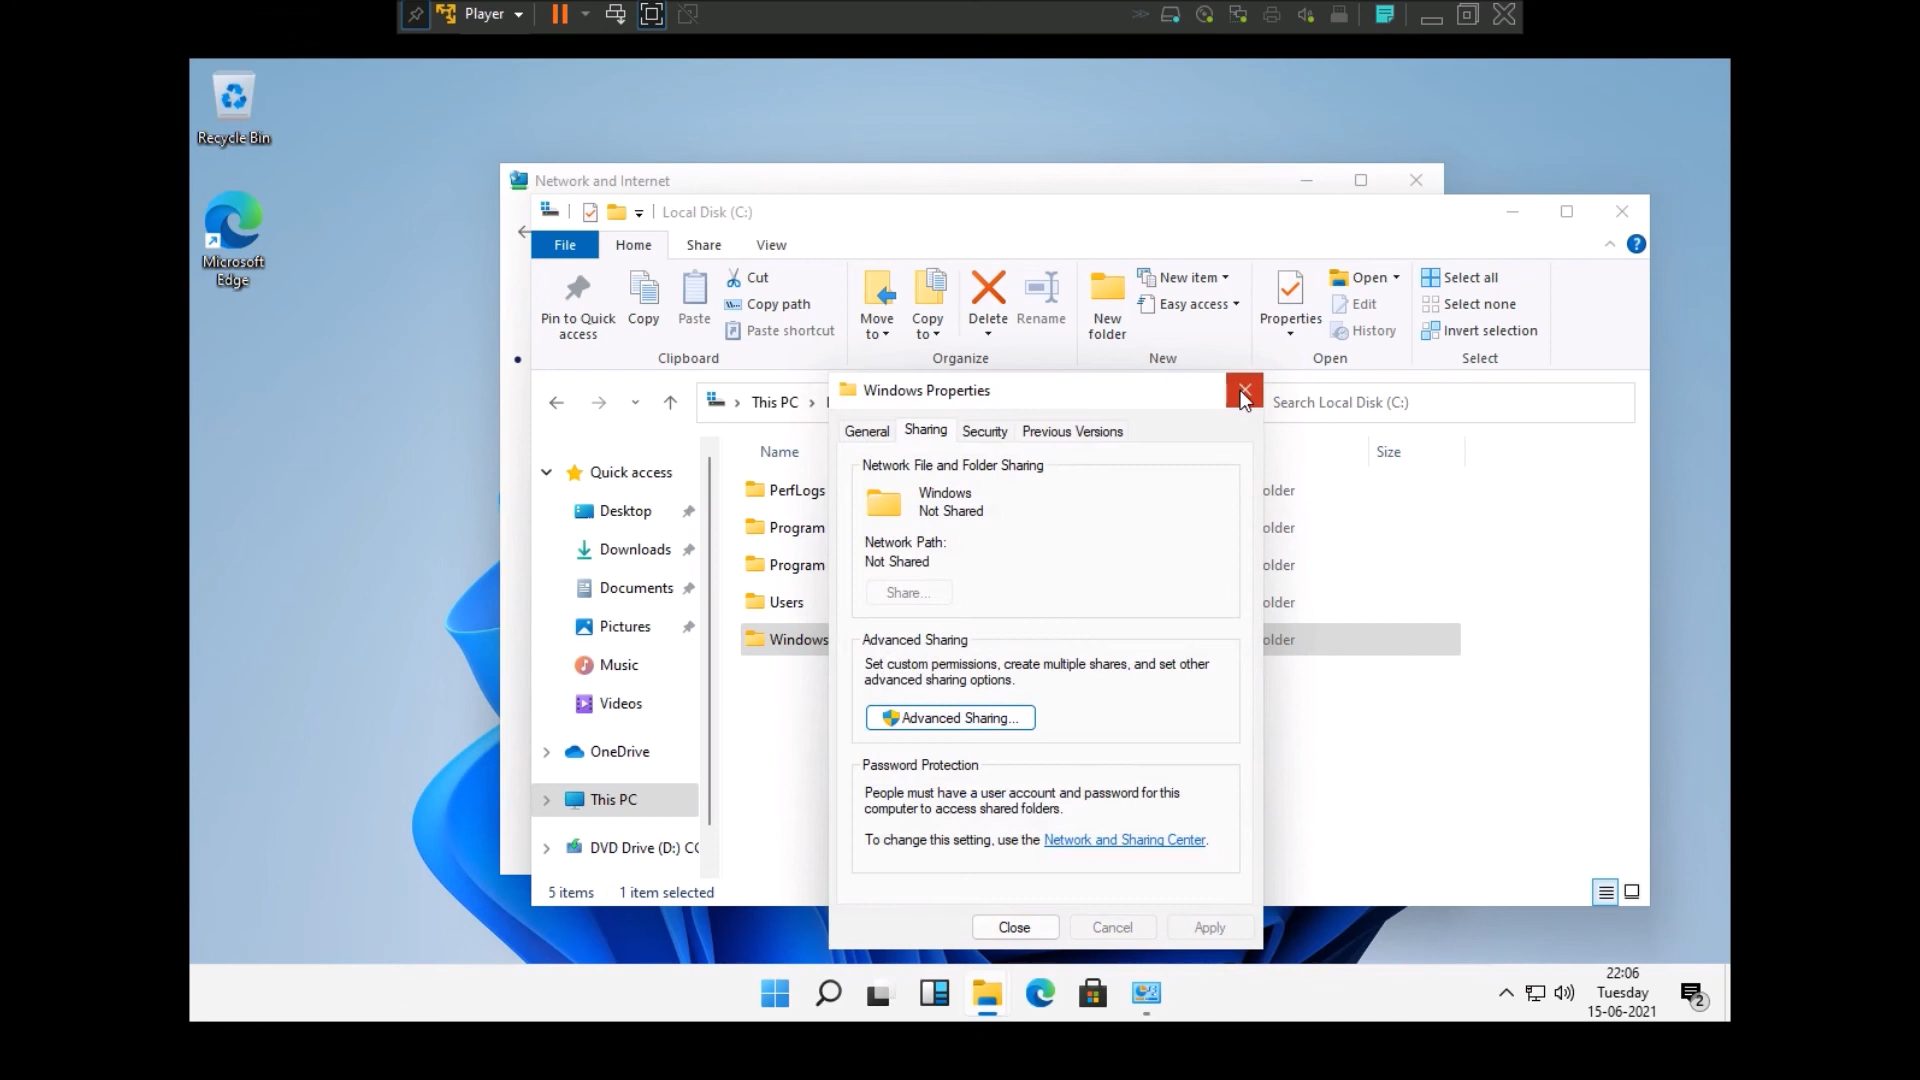 Player
Recycle Bin
Microsoft
Edge
Network and Internet
Local Disk (C:)
File
Home
Share
View
Pin to Quick
access
Copy
Paste
Cut
Copy path
Paste shortcut
Clipboard
Move
to
Copy
to
Delete
Rename
Organize
New
folder
New item
Easy access
New
Properties
Open
Edit
History
Open
Select all
Select none
Invert selection
Select
This PC
Search Local Disk (C:)
Windows Properties
General
Sharing
Security
Previous Versions
Network File and Folder Sharing
Windows
Not Shared
Network Path:
Not Shared
Share...
Advanced Sharing
Set custom permissions, create multiple shares, and set other
advanced sharing options.
Advanced Sharing...
Password Protection
People must have a user account and password for this
computer to access shared folders.
To change this setting, use the Network and Sharing Center.
Close
Cancel
Apply
Quick access
Desktop
Downloads
Documents
Pictures
Music
Videos
OneDrive
This PC
DVD Drive (D:) CC
Name
Size
PerfLogs
older
Program
older
Program
older
Users
older
Windows
older
5 items
1 item selected
22:06
Tuesday
15-06-2021
2